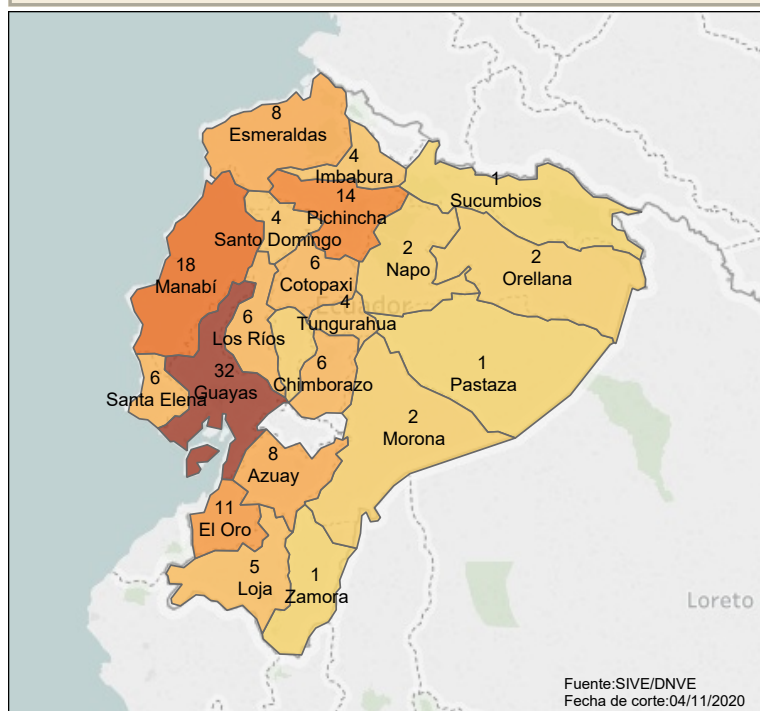 8
Esmeraldas
4
Imbabura
1
Sucumbios
14
Pichincha
4
Santo Domingo
2
Napo
2
Orellana
18
Manabí
6
Cotopaxi
Ecuador
4
Tungurahua
6
Los Ríos
6
Chimborazo
1
Pastaza
32
Guayas
6
Santa Elena
2
Morona
8
Azuay
11
El Oro
5
Loja
1
Zamora
Loreto
Fuente:SIVE/DNVE
Fecha de corte:04/11/2020